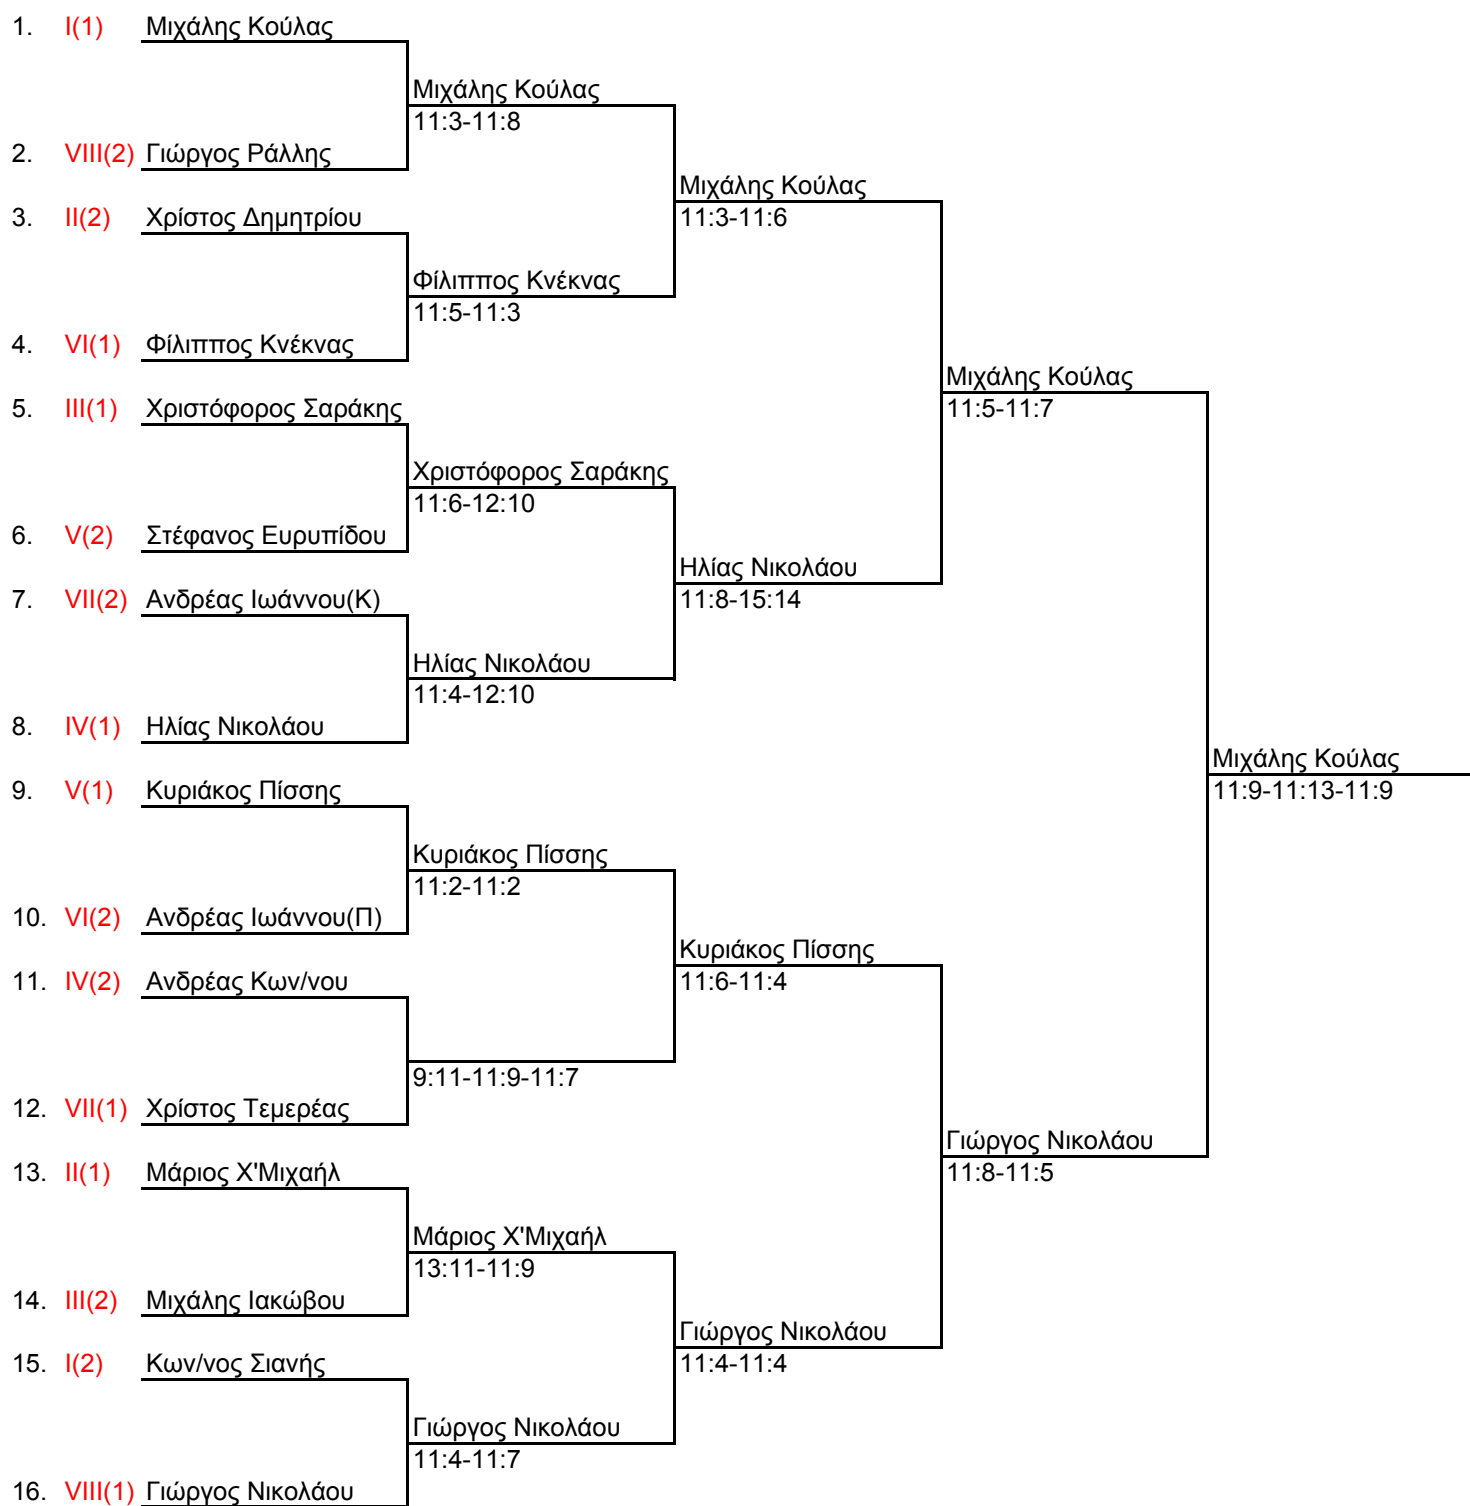 1. I(1) Μιχάλης Κούλας
Μιχάλης Κούλας
11:3-11:8
2. VIII(2) Γιώργος Ράλλης
Μιχάλης Κούλας
11:3-11:6
3. II(2) Χρίστος Δημητρίου
Φίλιππος Κνέκνας
11:5-11:3
4. VI(1) Φίλιππος Κνέκνας
Μιχάλης Κούλας
11:5-11:7
5. III(1) Χριστόφορος Σαράκης
Χριστόφορος Σαράκης
11:6-12:10
6. V(2) Στέφανος Ευρυπίδου
Ηλίας Νικολάου
11:8-15:14
7. VII(2) Ανδρέας Ιωάννου(Κ)
Ηλίας Νικολάου
11:4-12:10
8. IV(1) Ηλίας Νικολάου
Μιχάλης Κούλας
11:9-11:13-11:9
9. V(1) Κυριάκος Πίσσης
Κυριάκος Πίσσης
11:2-11:2
10. VI(2) Ανδρέας Ιωάννου(Π)
Κυριάκος Πίσσης
11:6-11:4
11. IV(2) Ανδρέας Κων/νου
9:11-11:9-11:7
12. VII(1) Χρίστος Τεμερέας
Γιώργος Νικολάου
11:8-11:5
13. II(1) Μάριος Χ'Μιχαήλ
Μάριος Χ'Μιχαήλ
13:11-11:9
14. III(2) Μιχάλης Ιακώβου
Γιώργος Νικολάου
11:4-11:4
15. I(2) Κων/νος Σιανής
Γιώργος Νικολάου
11:4-11:7
16. VIII(1) Γιώργος Νικολάου